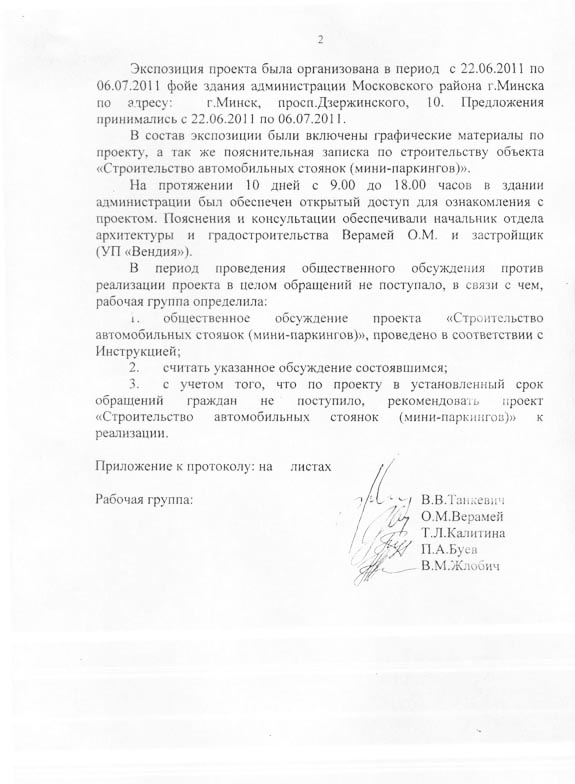 2
Экспозиция проекта была организована в период с 22.06.2011 по
06.07.2011 фойе здания администрации Московского района г.Минска
по адресу: г.Минск, просп.Дзержинского, 10. Предложения
принимались с 22.06.2011 по 06.07.2011.
В состав экспозиции были включены графические материалы по
проекту, а так же пояснительная записка по строительству объекта
«Строительство автомобильных стоянок (мини-паркингов)».
На протяжении 10 дней с 9.00 до 18.00 часов в здании
администрации был обеспечен открытый доступ для ознакомления с
проектом. Пояснения и консультации обеспечивали начальник отдела
архитектуры и градостроительства Верамей О.М. и застройщик
(УП «Вендия»).
В период проведения общественного обсуждения против
реализации проекта в целом обращений не поступало, в связи с чем,
рабочая группа определила:
1. общественное обсуждение проекта «Строительство
автомобильных стоянок (мини-паркингов)», проведено в соответствии с
Инструкцией;
2. считать указанное обсуждение состоявшимся;
3. с учетом того, что по проекту в установленный срок
обращений граждан не поступило, рекомендовать проект
«Строительство автомобильных стоянок (мини-паркингов)» к
реализации.
Приложение к протоколу: на листах
Рабочая группа:
В.В.Танкевич
О.М.Верамей
Т.Л.Калитина
П.А.Буев
В.М.Жлобич